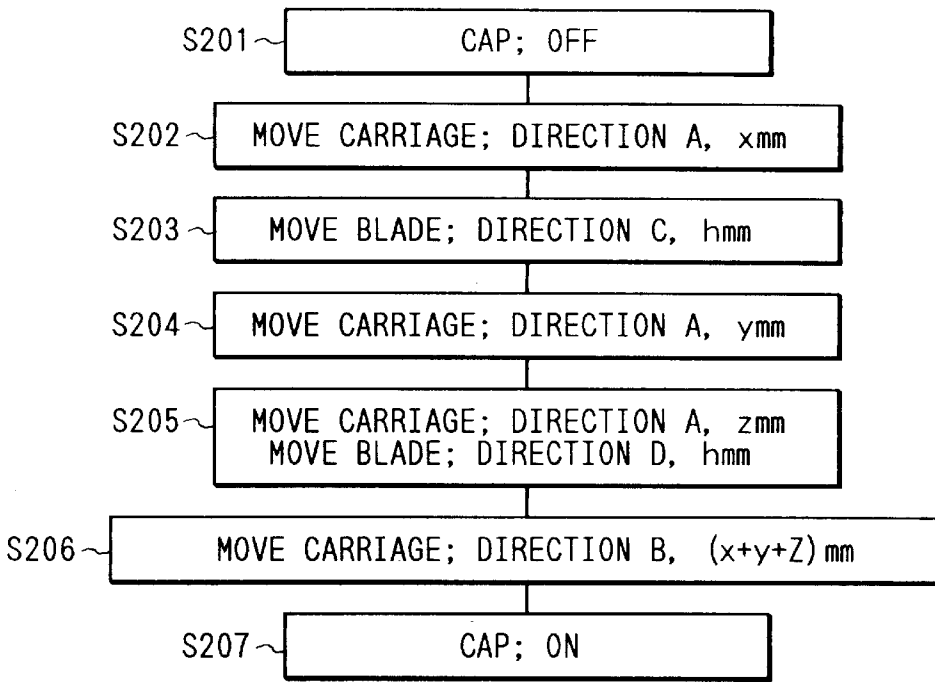 S201 CAP; OFF
S202 MOVE CARRIAGE; DIRECTION A, xmm
S203 MOVE BLADE; DIRECTION C, hmm
S204 MOVE CARRIAGE; DIRECTION A, ymm
S205 MOVE CARRIAGE; DIRECTION A, zmm
MOVE BLADE; DIRECTION D, hmm
S206 MOVE CARRIAGE; DIRECTION B, (x+y+Z)mm
S207 CAP; ON